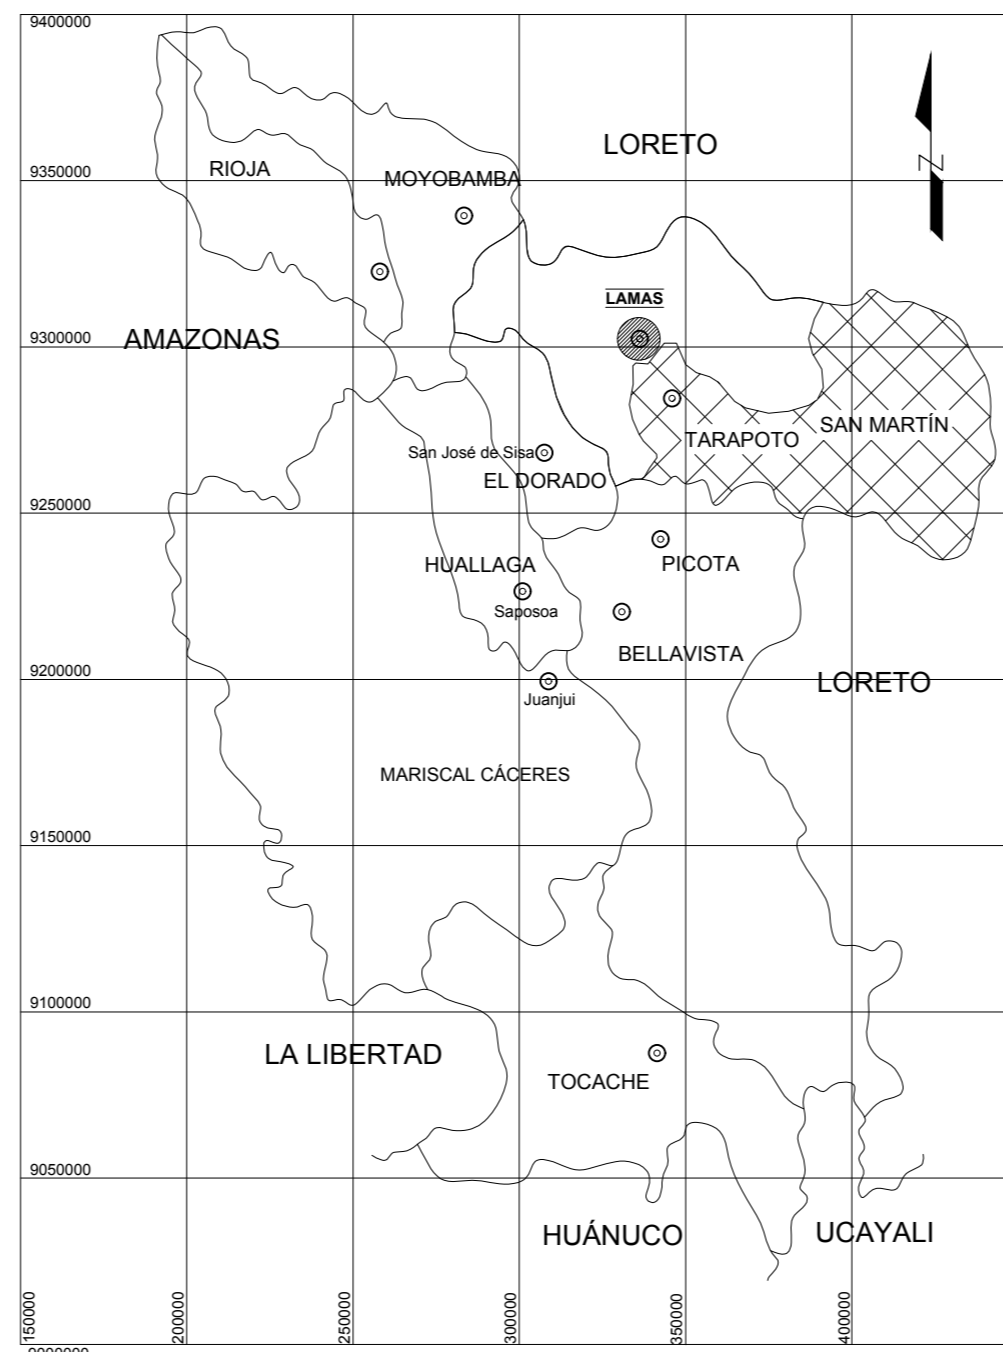 9400000
LORETO
N
RIOJA
MOYOBAMBA
9350000
LAMAS
AMAZONAS
9300000
SAN MARTÍN
TARAPOTO
San José de Sisa
EL DORADO
9250000
HUALLAGA
PICOTA
Saposoa
BELLAVISTA
9200000
LORETO
Juanjui
MARISCAL CÁCERES
9150000
9100000
LA LIBERTAD
TOCACHE
9050000
HUÁNUCO
UCAYALI
150000
200000
250000
300000
350000
400000
9000000